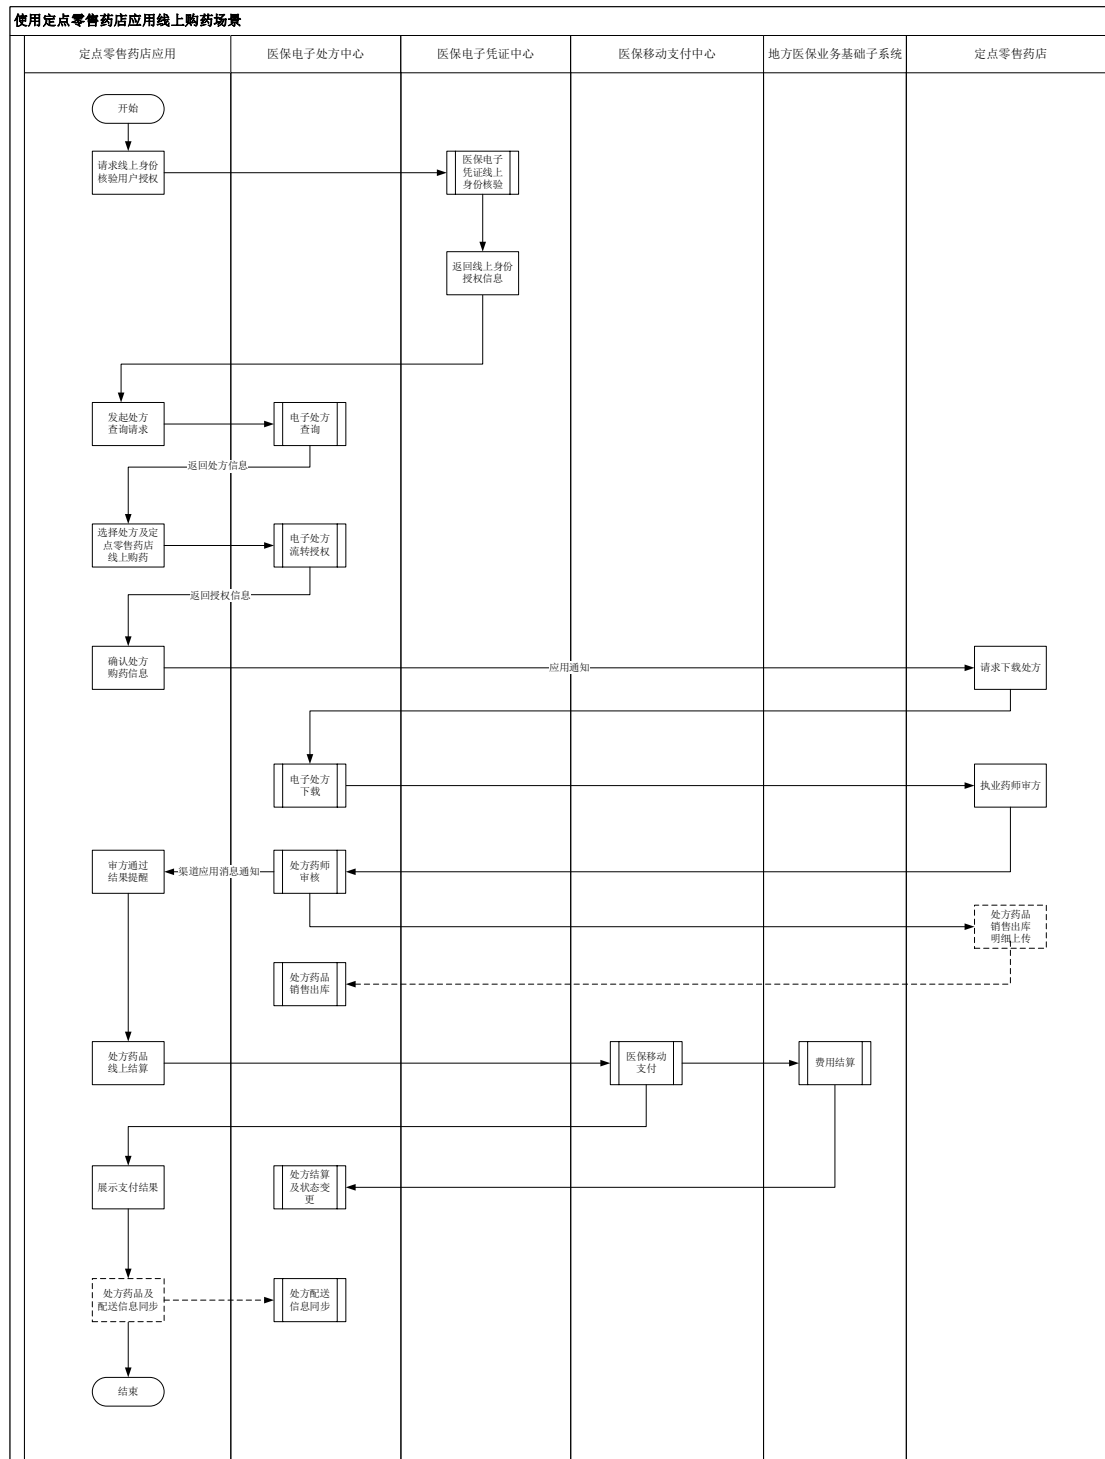 使用定点零售药店应用线上购药场景
定点零售药店应用
医保电子处方中心
医保电子凭证中心
医保移动支付中心
地方医保业务基础子系统
定点零售药店
开始
请求线上身份
核验用户授权
医保电子
凭证线上
身份核验
返回线上身份
授权信息
发起处方
查询请求
电子处方
查询
返回处方信息
选择处方及定
点零售药店
线上购药
电子处方
流转授权
返回授权信息
确认处方
购药信息
应用通知
请求下载处方
电子处方
下载
执业药师审方
审方通过
结果提醒
渠道应用消息通知
处方药师
审核
处方药品
销售出库
明细上传
处方药品
销售出库
处方药品
线上结算
医保移动
支付
费用结算
展示支付结果
处方结算
及状态变
更
处方药品及
配送信息同步
处方配送
信息同步
结束